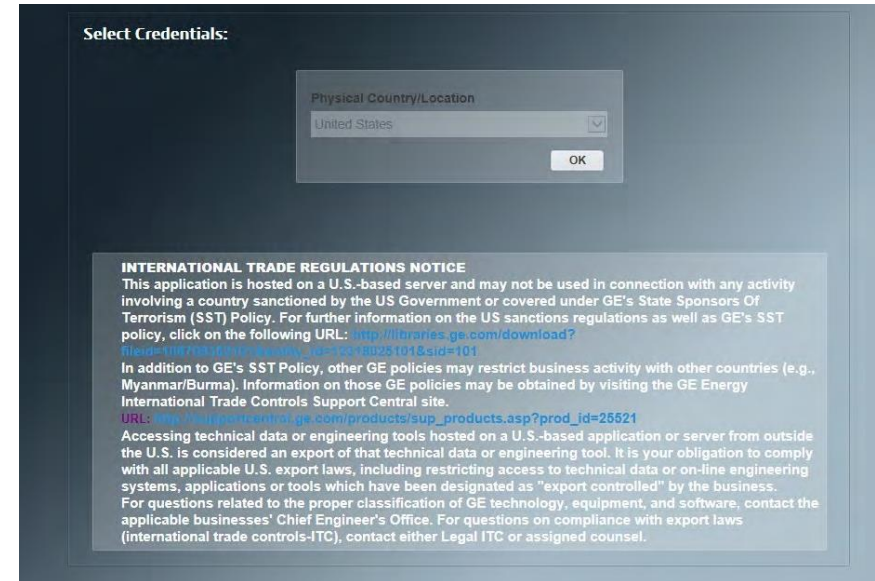 Select Credentials:
Physical Country/Location
United States
OK
INTERNATIONAL TRADE REGULATIONS NOTICE
This application is hosted on a U.S.-based server and may not be used in connection with any activity
involving a country sanctioned by the US Government or covered under GE's State Sponsors Of
Terrorism (SST) Policy. For further information on the US sanctions regulations as well as GE's SST
policy, click on the following URL: http://libraries.ge.com/download?
In addition to GE's SST Policy, other GE policies may restrict business activity with other countries (e.g.,
Myanmar/Burma). Information on those GE policies may be obtained by visiting the GE Energy
International Trade Controls Support Central site.
URL: http://supportcentral.ge.com/products/sup_products.asp?prod_id=25521
Accessing technical data or engineering tools hosted on a U.S.-based application or server from outside
the U.S. is considered an export of that technical data or engineering tool. It is your obligation to comply
with all applicable U.S. export laws, including restricting access to technical data or on-line engineering
systems, applications or tools which have been designated as "export controlled" by the business.
For questions related to the proper classification of GE technology, equipment, and software, contact the
applicable businesses' Chief Engineer's Office. For questions on compliance with export laws
(international trade controls-ITC), contact either Legal ITC or assigned counsel.